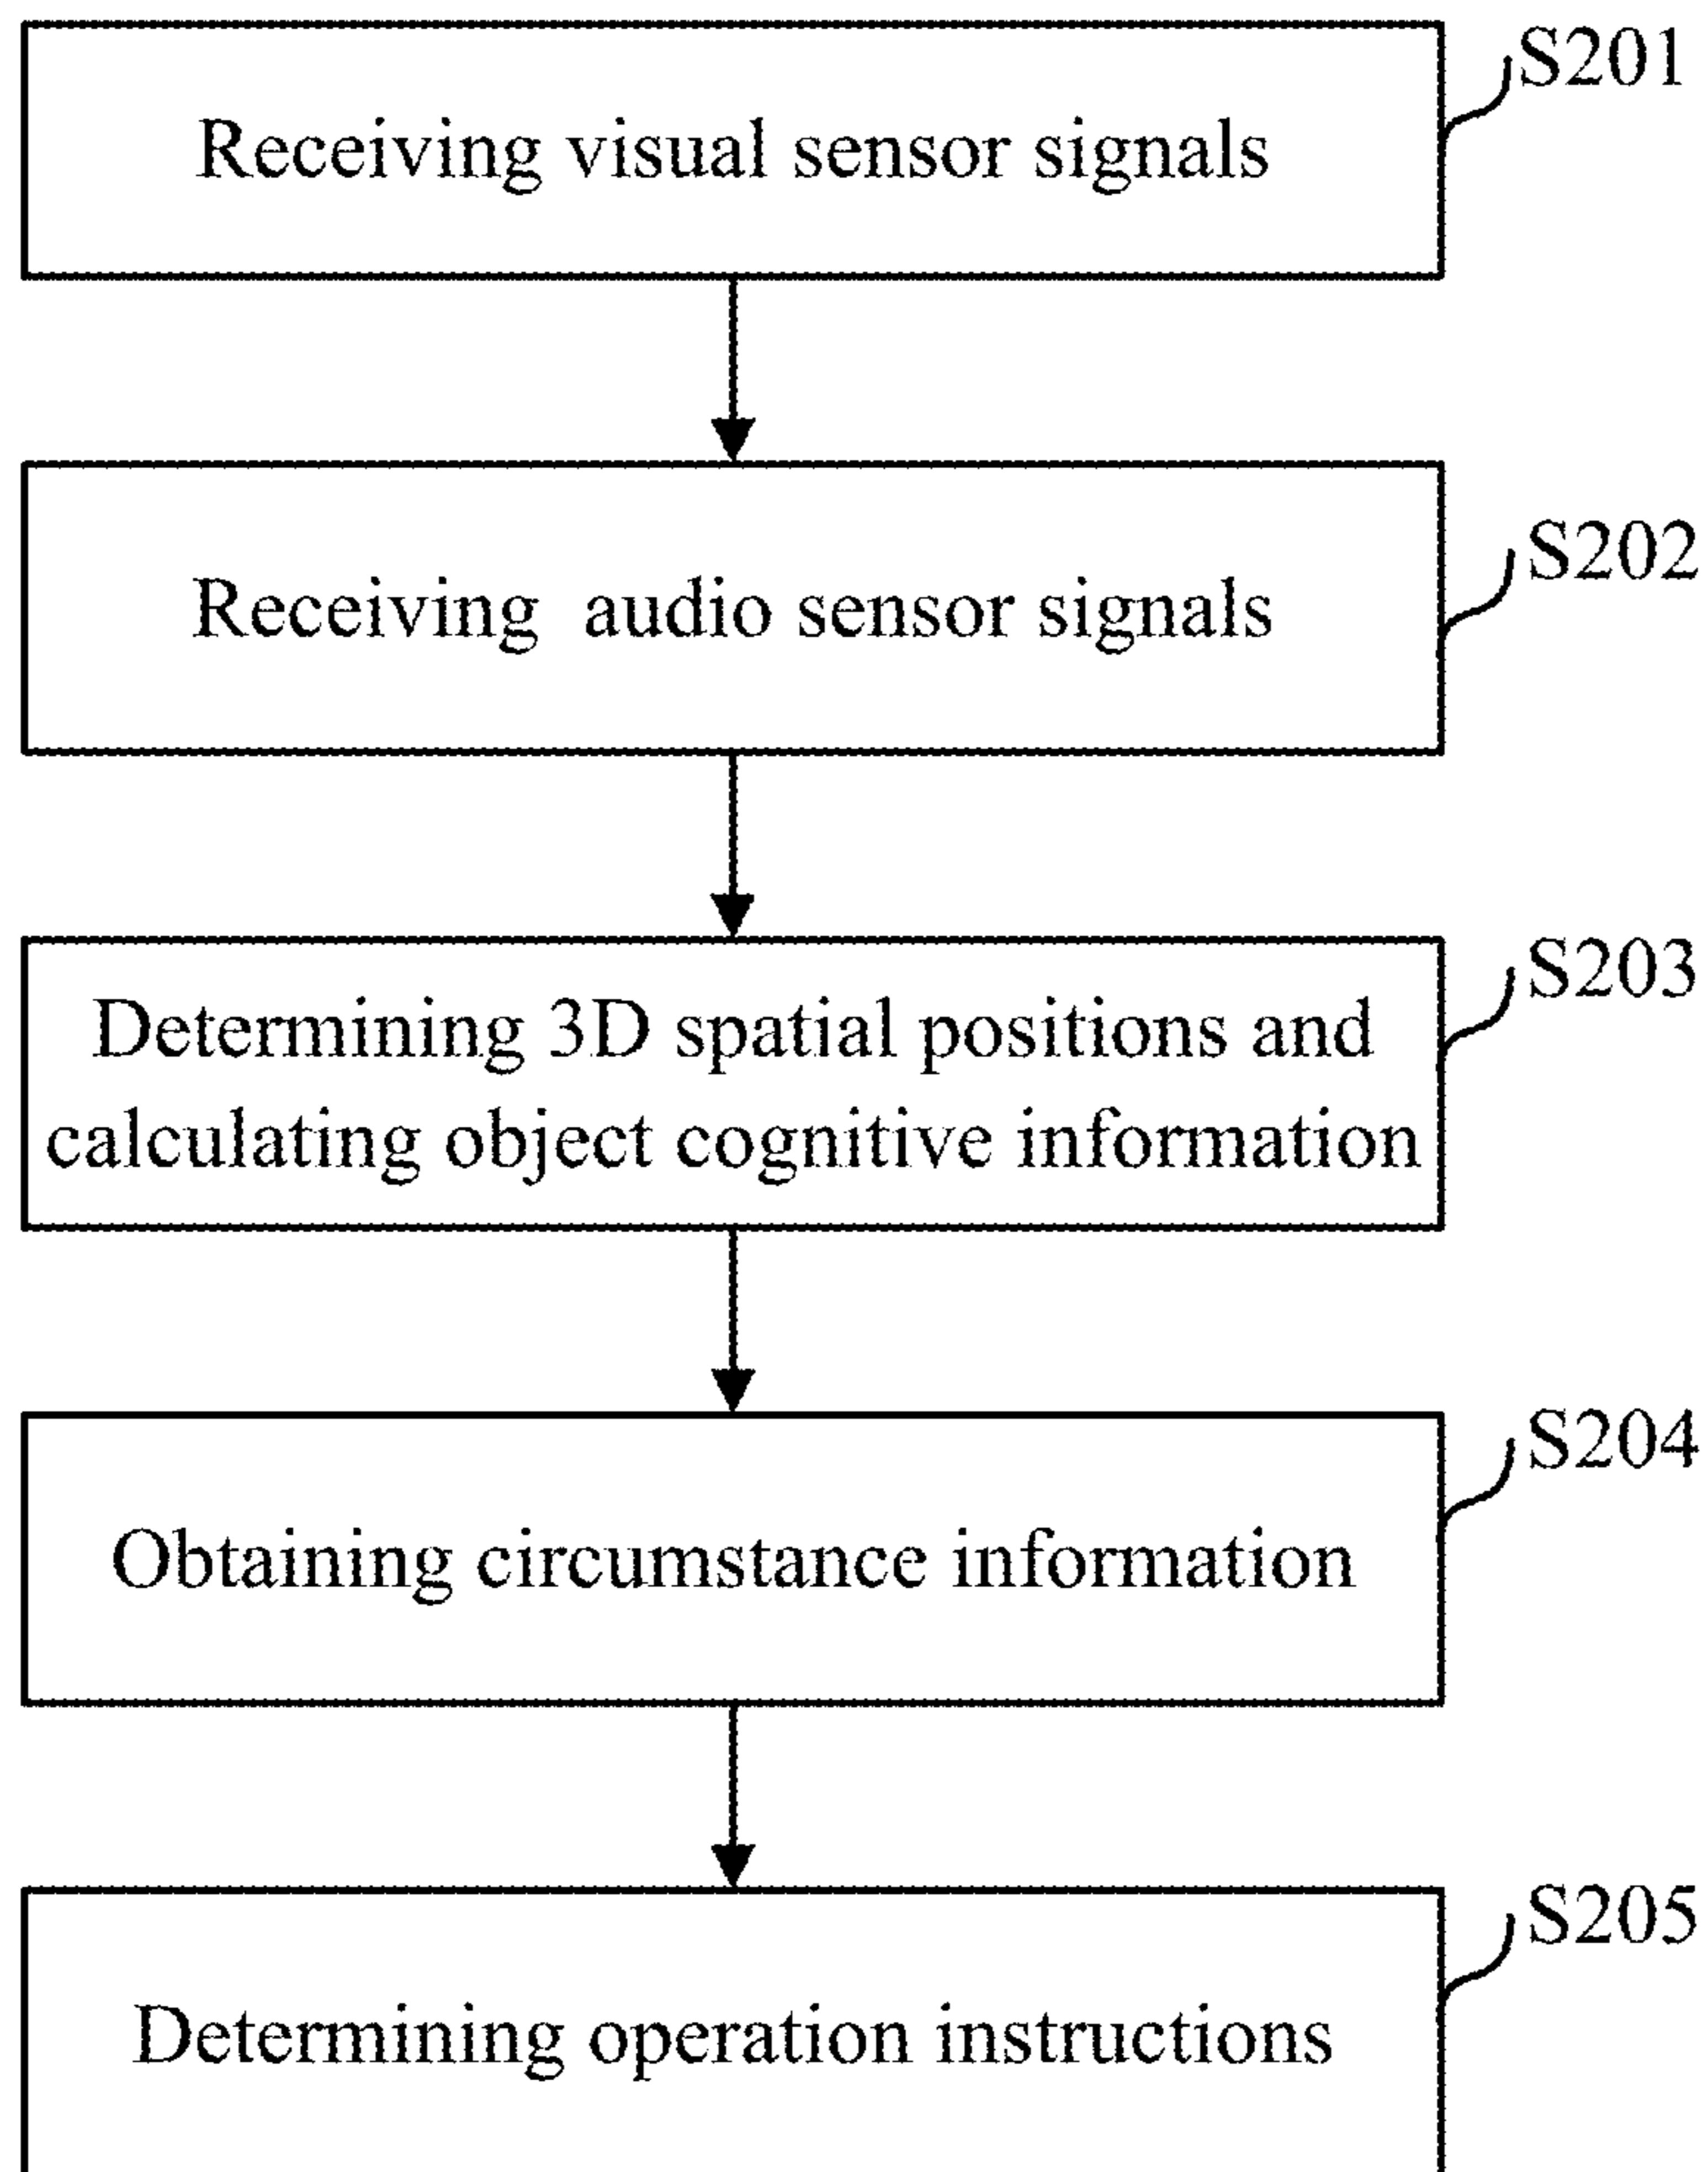 S201
Receiving visual sensor signals
S202
Receiving audio sensor signals
S203
Determining 3D spatial positions and
calculating object cognitive information
S204
Obtaining circumstance information
S205
Determining operation instructions